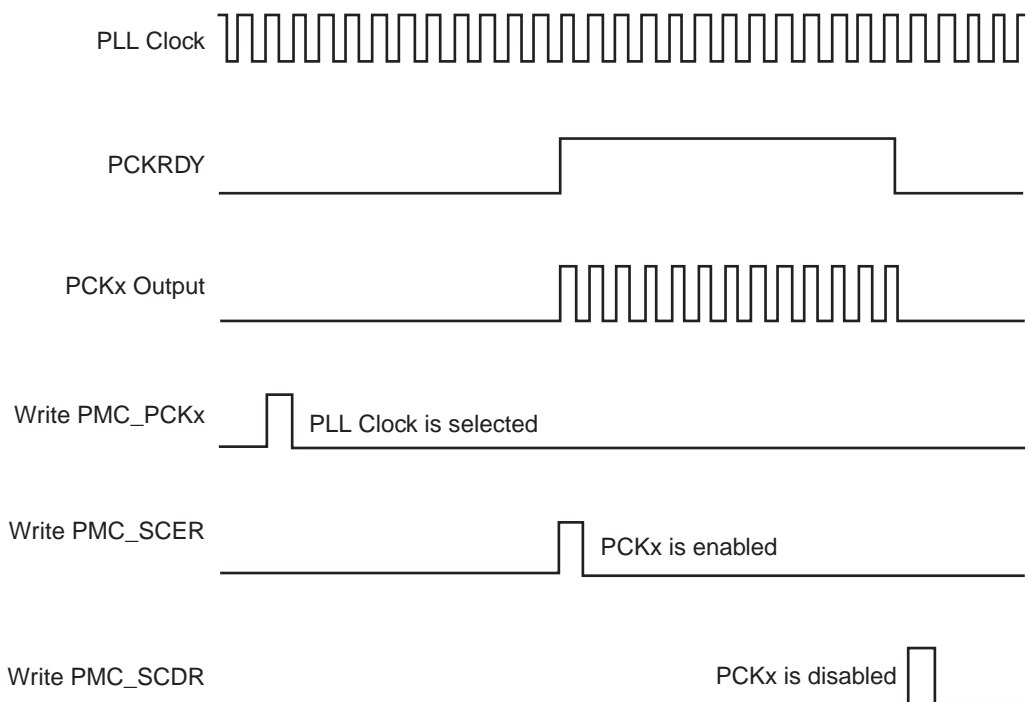 PLL Clock
PCKRDY
PCKx Output
Write PMC_PCKx
PLL Clock is selected
Write PMC_SCER
PCKx is enabled
Write PMC_SCDR
PCKx is disabled